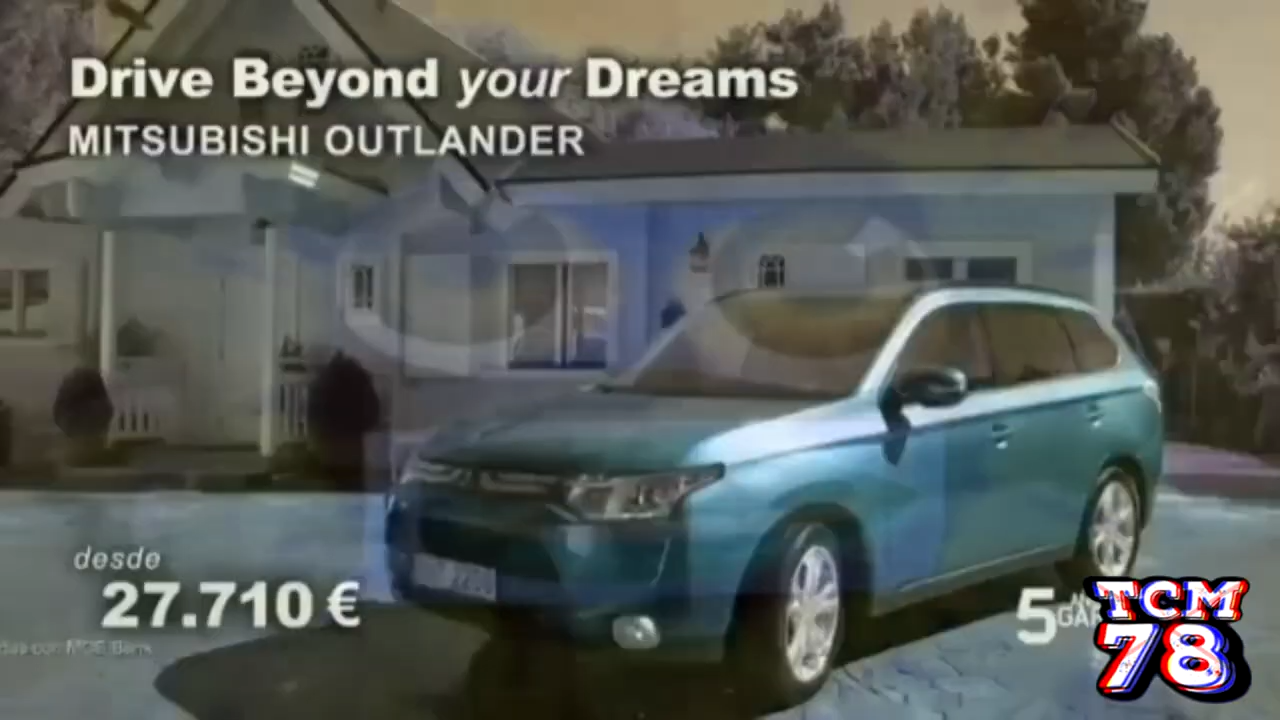 Drive Beyond your Dreams
MITSUBISHI OUTLANDER
desde
27.710 €
5
TCM
78